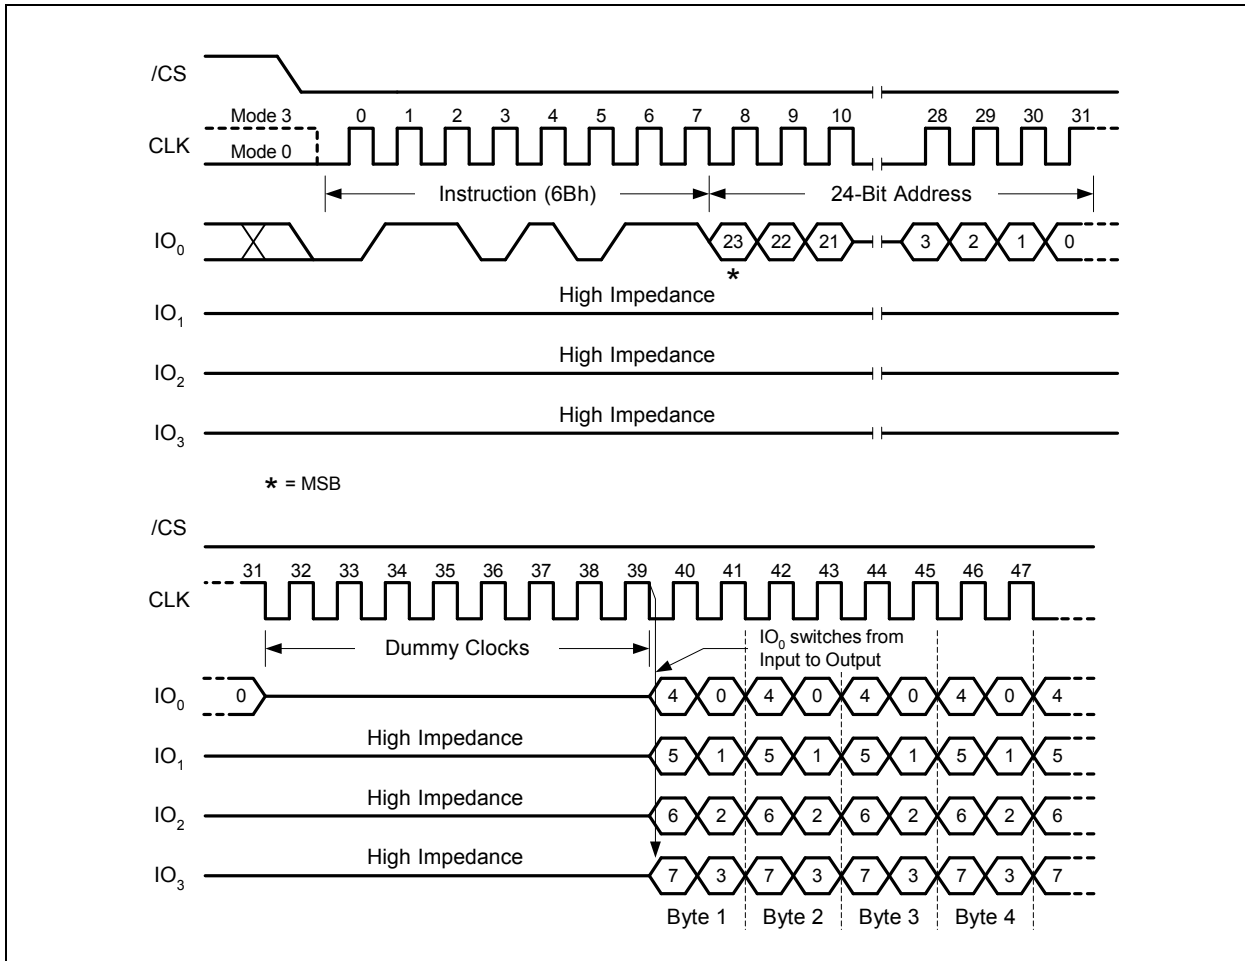 /CS
Mode 3 0 1 2 3 4 5 6 7 8 9 10 28 29 30 31
CLK
Mode 0
Instruction (6Bh) 24-Bit Address
IO0 23 22 21 3 2 1 0
*
High Impedance
IO1
High Impedance
IO2
High Impedance
IO3
* = MSB
/CS
31 32 33 34 35 36 37 38 39 40 41 42 43 44 45 46 47
CLK
Dummy Clocks
IO0 switches from
Input to Output
IO0 0 4 0 4 0 4 0 4 0 4
High Impedance
IO1 5 1 5 1 5 1 5 1 5
High Impedance
IO2 6 2 6 2 6 2 6 2 6
High Impedance
IO3 7 3 7 3 7 3 7 3 7
Byte 1 Byte 2 Byte 3 Byte 4